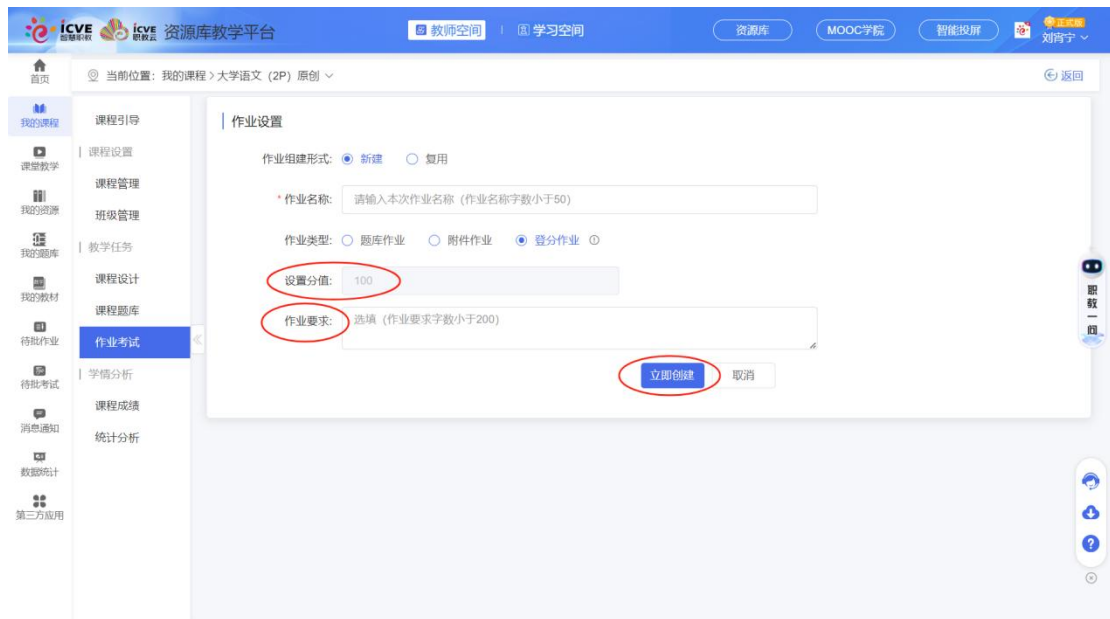 icve 智慧职教 icve 职教云 资源库教学平台 教师空间 学习空间 资源库 MOOC学院 智能投屏 正式版 刘宵宁
首页
当前位置: 我的课程 > 大学语文（2P）原创
返回
我的课程
课堂教学
我的资源
我的题库
我的教材
待批作业
待批考试
消息通知
数据统计
第三方应用
课程引导
课程设置
课程管理
班级管理
教学任务
课程设计
课程题库
作业考试
学情分析
课程成绩
统计分析
作业设置
作业组建形式: 新建 复用
* 作业名称: 请输入本次作业名称（作业名称字数小于50）
作业类型: 题库作业 附件作业 登分作业
设置分值: 100
作业要求: 选填（作业要求字数小于200）
立即创建 取消
职教一问